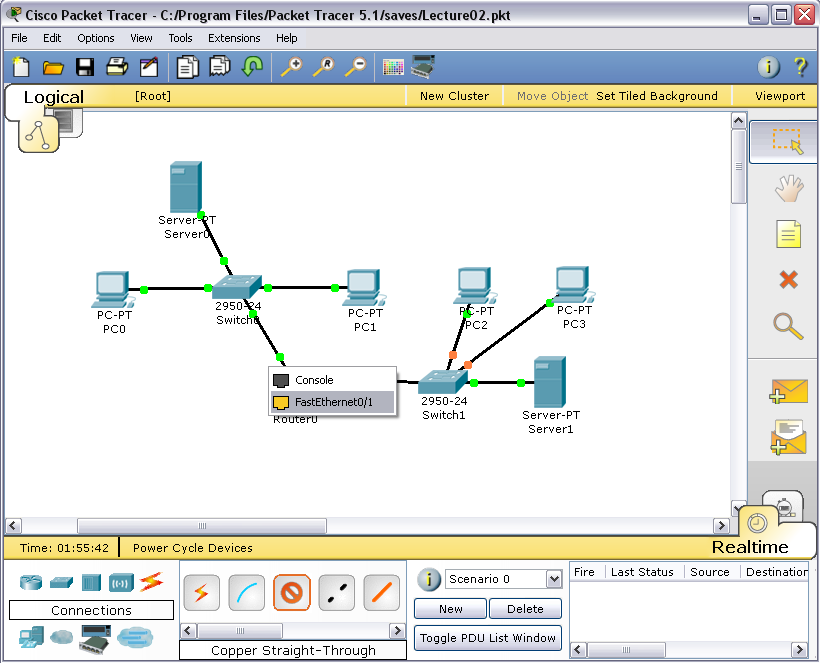 Cisco Packet Tracer - C:/Program Files/Packet Tracer 5.1/saves/Lecture02.pkt
File Edit Options View Tools Extensions Help
Logical [Root] New Cluster Move Object Set Tiled Background Viewport
Server-PT
Server0
PC-PT
PC0
2950-24
Switch0
PC-PT
PC1
PC-PT
PC2
PC-PT
PC3
Console
FastEthernet0/1
Router0
2950-24
Switch1
Server-PT
Server1
Time: 01:55:42 Power Cycle Devices Realtime
Connections
Copper Straight-Through
Scenario 0
New Delete
Toggle PDU List Window
Fire Last Status Source Destination